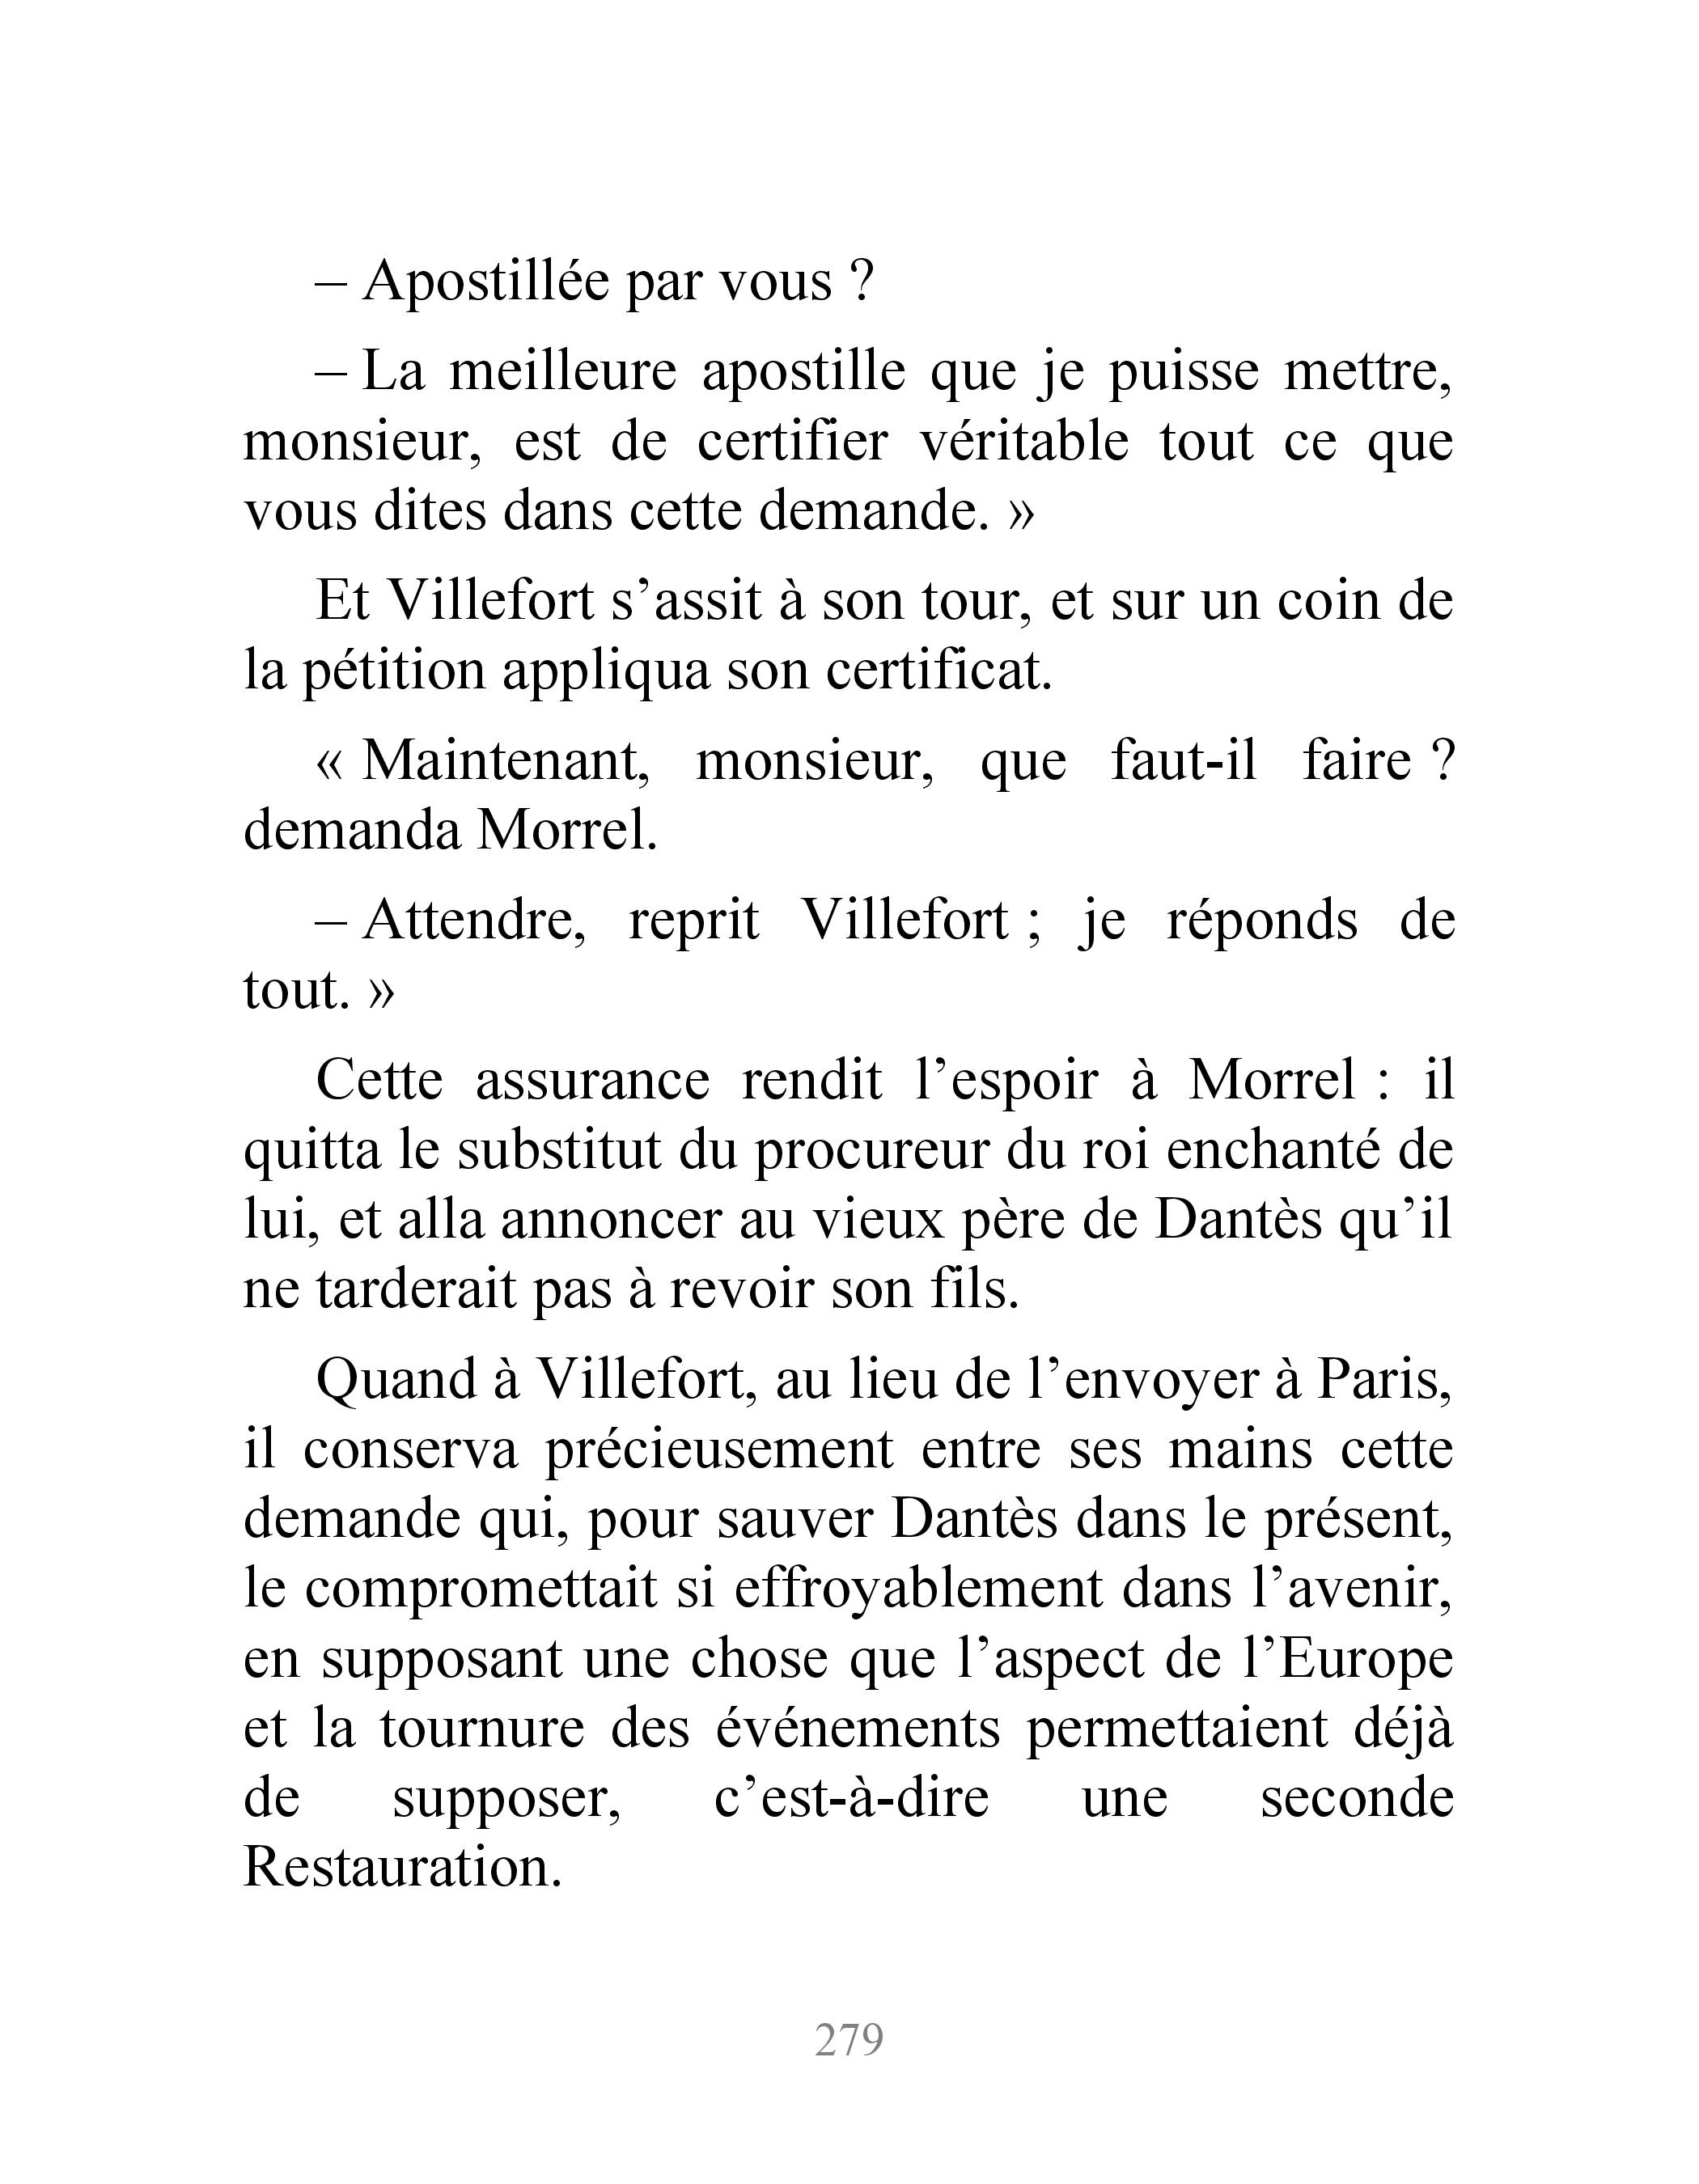 – Apostillée par vous ?
– La meilleure apostille que je puisse mettre,
monsieur, est de certifier véritable tout ce que
vous dites dans cette demande. »
Et Villefort s’assit à son tour, et sur un coin de
la pétition appliqua son certificat.
« Maintenant, monsieur, que faut-il faire ?
demanda Morrel.
– Attendre, reprit Villefort ; je réponds de
tout. »
Cette assurance rendit l’espoir à Morrel : il
quitta le substitut du procureur du roi enchanté de
lui, et alla annoncer au vieux père de Dantès qu’il
ne tarderait pas à revoir son fils.
Quand à Villefort, au lieu de l’envoyer à Paris,
il conserva précieusement entre ses mains cette
demande qui, pour sauver Dantès dans le présent,
le compromettait si effroyablement dans l’avenir,
en supposant une chose que l’aspect de l’Europe
et la tournure des événements permettaient déjà
de supposer, c’est-à-dire une seconde
Restauration.
279